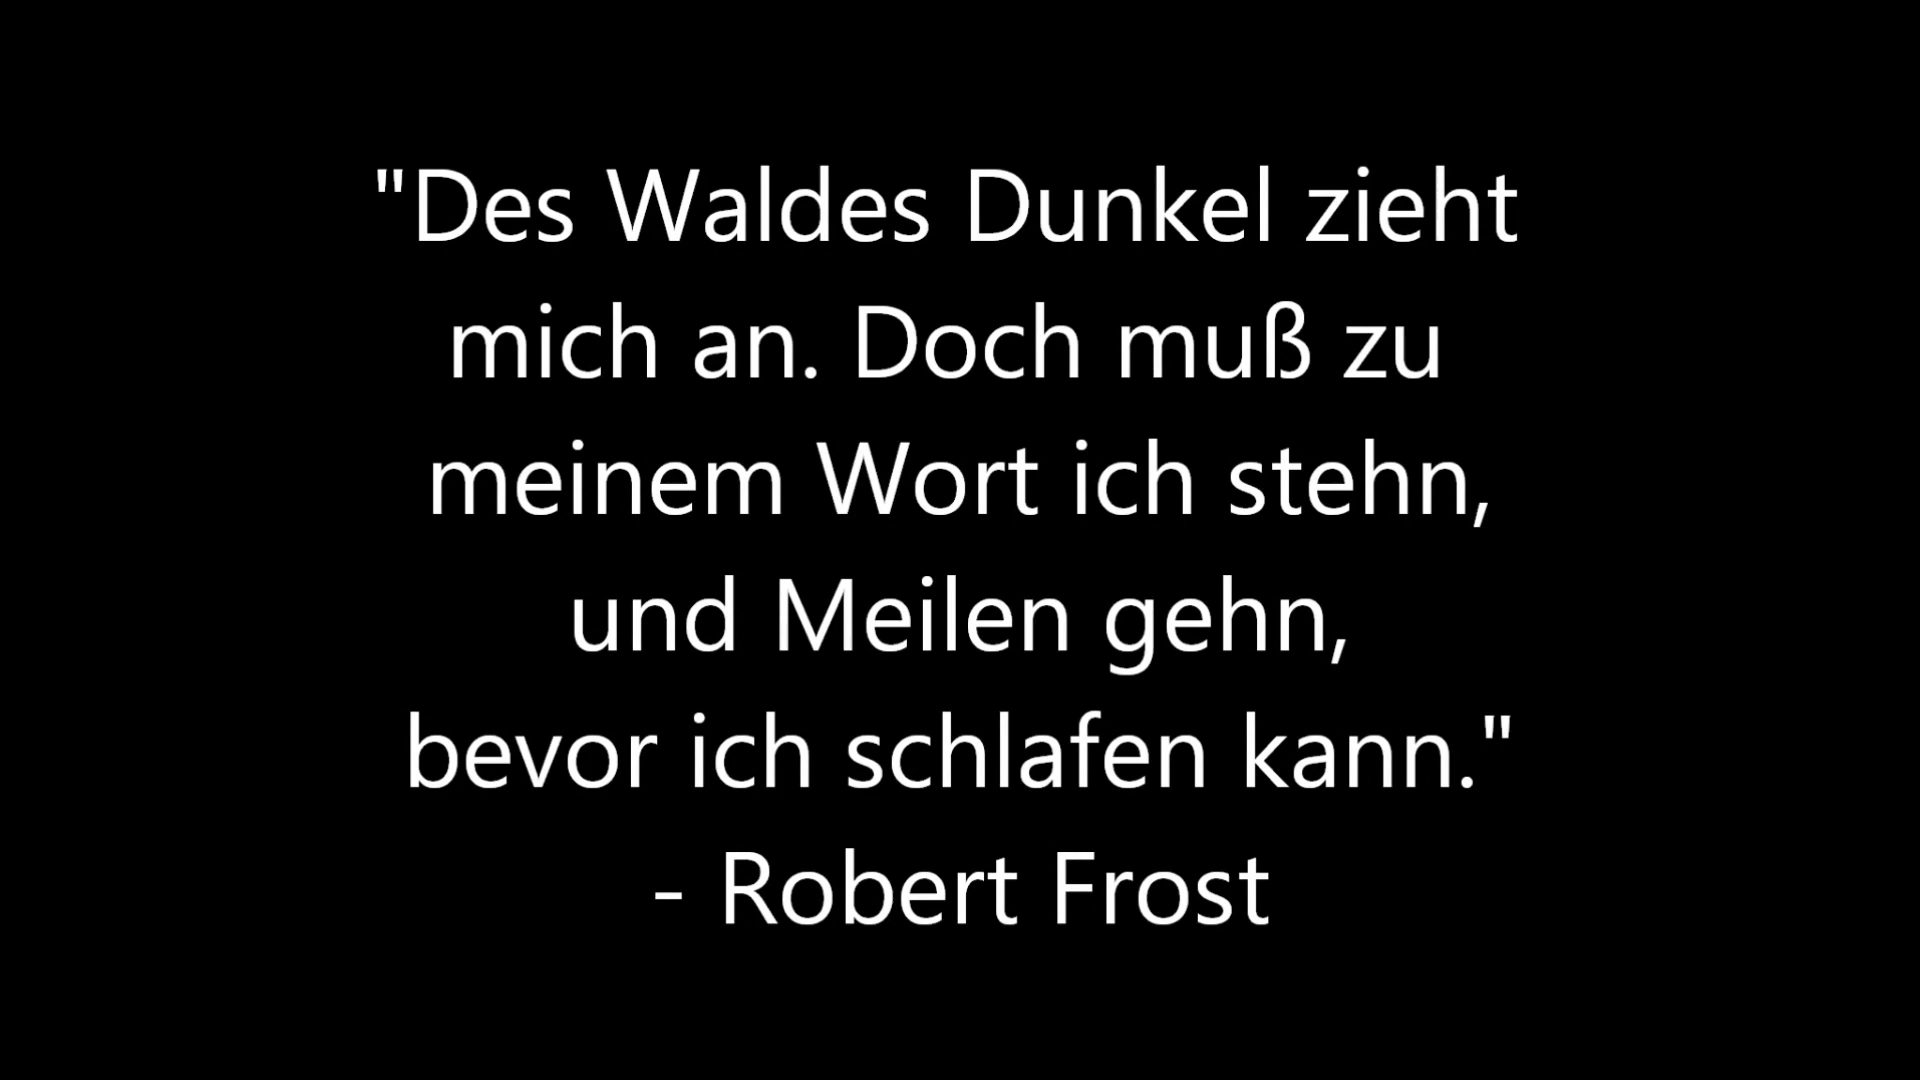 "Des Waldes Dunkel zieht
mich an. Doch muß zu
meinem Wort ich stehn,
und Meilen gehn,
bevor ich schlafen kann."
- Robert Frost